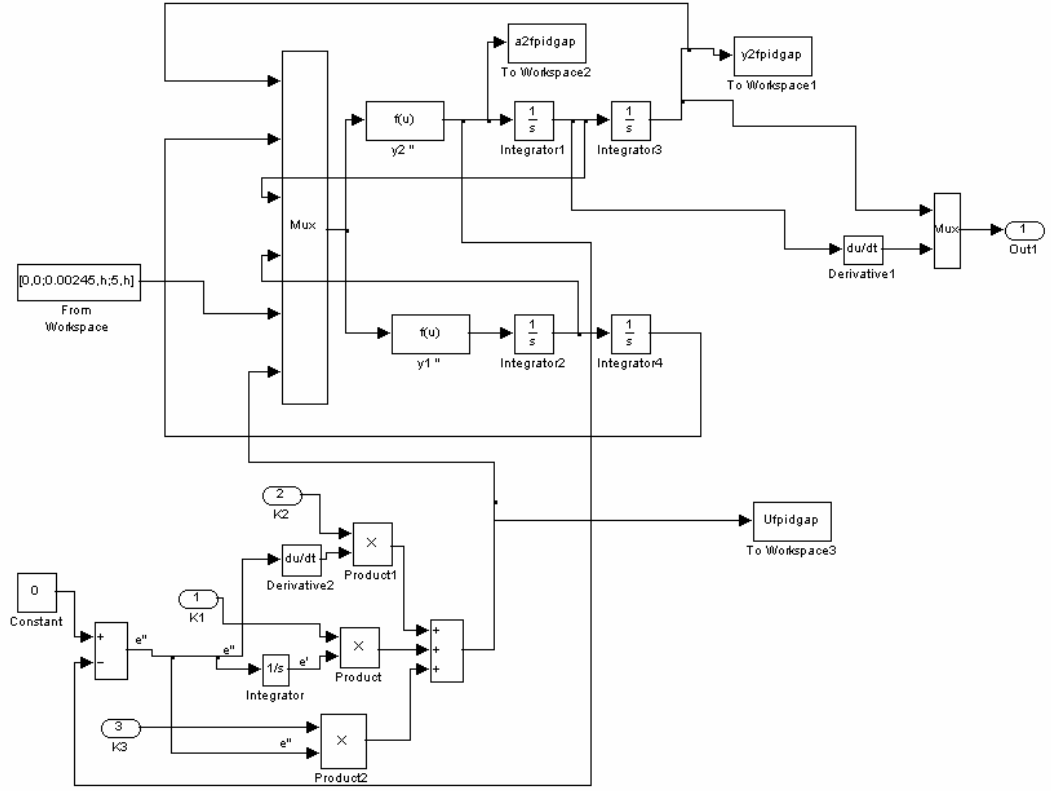 a2fpidgap
To Workspace2
y2fpidgap
To Workspace1
f(u)
y2 "
1
s
Integrator1
1
s
Integrator3
Mux
Mux
1
Out1
du/dt
Derivative1
[0,0;0.00245,h;5,h]
From
Workspace
f(u)
y1 "
1
s
Integrator2
1
s
Integrator4
2
K2
×
Product1
du/dt
Derivative2
Ufpidgap
To Workspace3
0
Constant
1
K1
+
−
e"
e"
1/s
Integrator
e'
×
Product
+
+
+
3
K3
e"
×
Product2